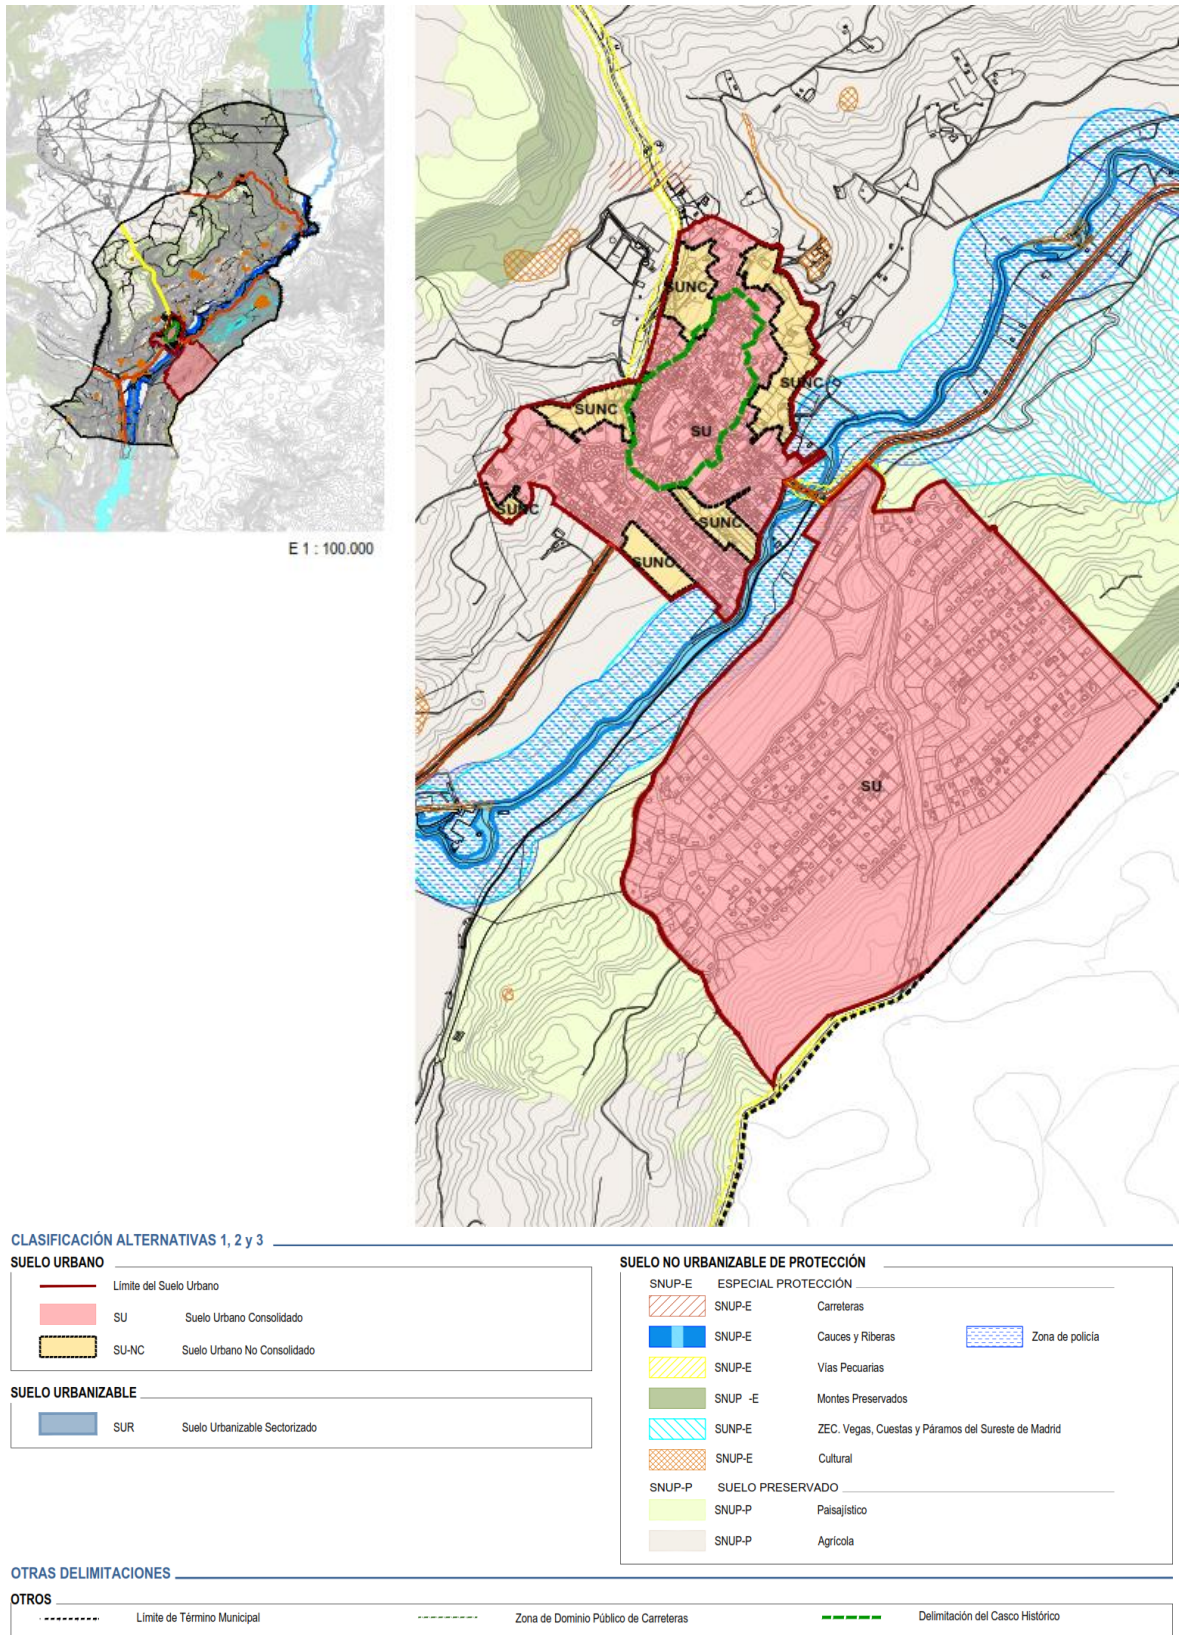 E 1 : 100.000
SUNC
SUNC
SUNC
SU
SUNC
SUNC
SUNC
SU
CLASIFICACIÓN ALTERNATIVAS 1, 2 y 3
SUELO URBANO
Límite del Suelo Urbano
SU Suelo Urbano Consolidado
SU-NC Suelo Urbano No Consolidado
SUELO URBANIZABLE
SUR Suelo Urbanizable Sectorizado
SUELO NO URBANIZABLE DE PROTECCIÓN
SNUP-E ESPECIAL PROTECCIÓN
SNUP-E Carreteras
SNUP-E Cauces y Riberas Zona de policía
SNUP-E Vías Pecuarias
SNUP -E Montes Preservados
SUNP-E ZEC. Vegas, Cuestas y Páramos del Sureste de Madrid
SNUP-E Cultural
SNUP-P SUELO PRESERVADO
SNUP-P Paisajístico
SNUP-P Agrícola
OTRAS DELIMITACIONES
OTROS
Límite de Término Municipal Zona de Dominio Público de Carreteras Delimitación del Casco Histórico